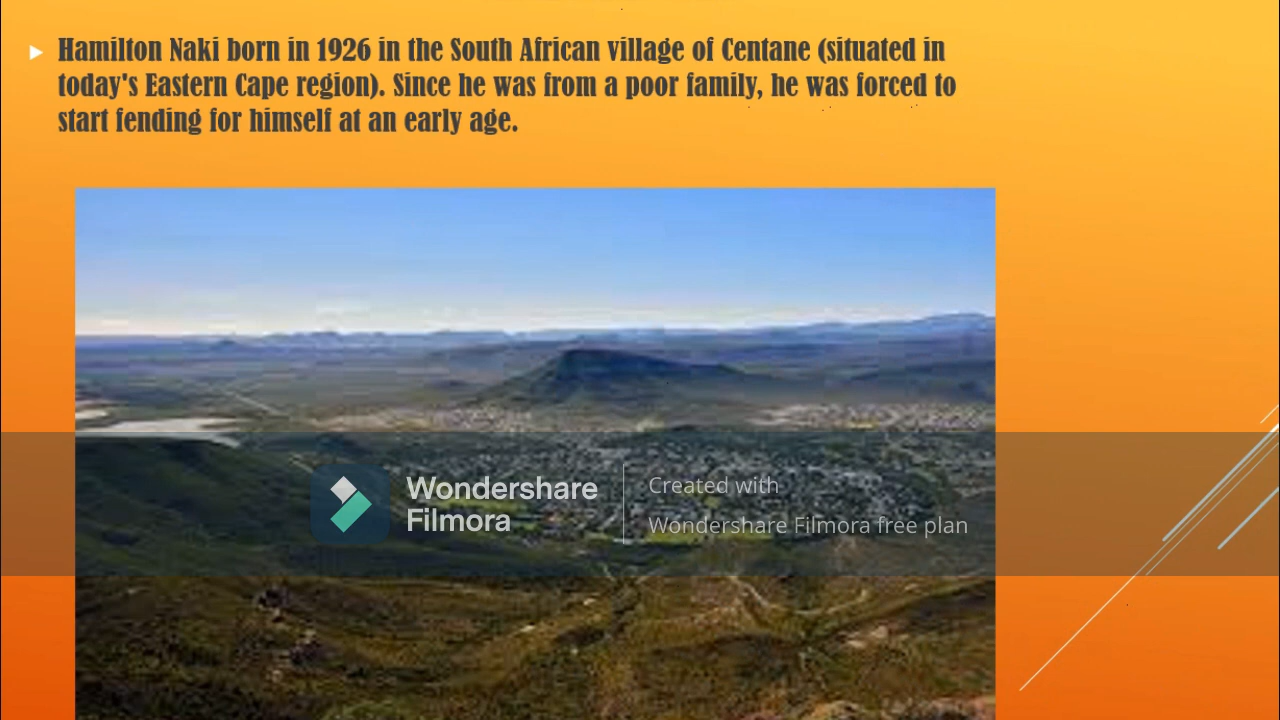 Hamilton Naki born in 1926 in the South African village of Centane (situated in
today's Eastern Cape region). Since he was from a poor family, he was forced to
start fending for himself at an early age.
Wondershare
Filmora
Created with
Wondershare Filmora free plan